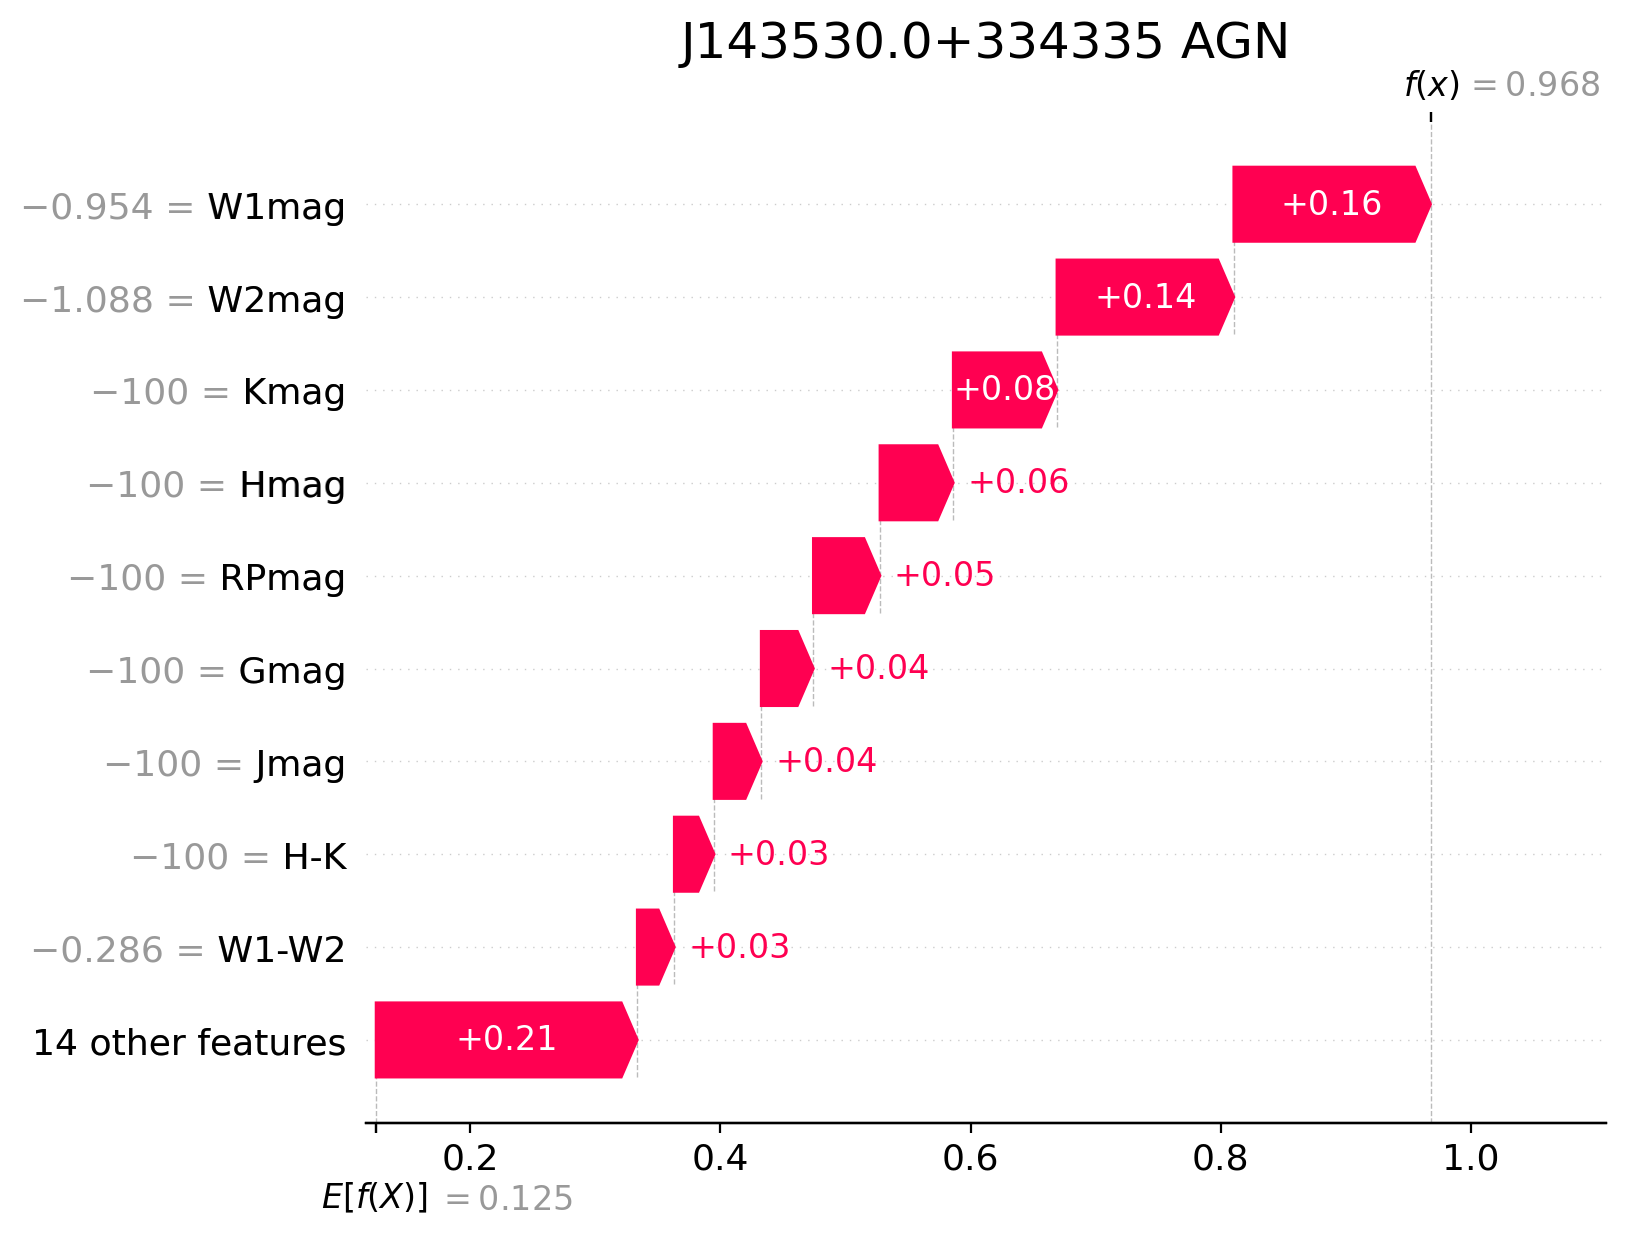 J143530.0+334335 AGN
f(x) = 0.968
−0.954 = W1mag
+0.16
−1.088 = W2mag
+0.14
−100 = Kmag
+0.08
−100 = Hmag
+0.06
−100 = RPmag
+0.05
−100 = Gmag
+0.04
−100 = Jmag
+0.04
−100 = H-K
+0.03
−0.286 = W1-W2
+0.03
14 other features
+0.21
0.2 0.4 0.6 0.8 1.0
E[f(X)] = 0.125